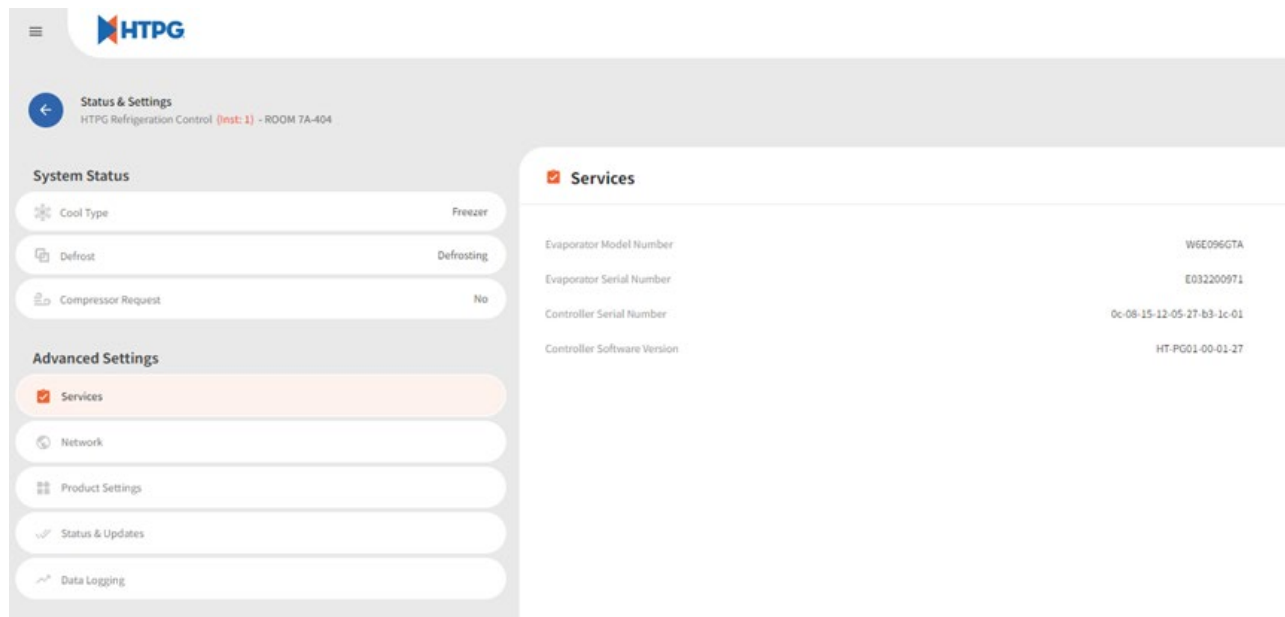 HTPG
Status & Settings
HTPG Refrigeration Control (Inst: 1) - ROOM 7A-404
System Status
Cool Type Freezer
Defrost Defrosting
Compressor Request No
Advanced Settings
Services
Network
Product Settings
Status & Updates
Data Logging
Services
Evaporator Model Number W6E096GTA
Evaporator Serial Number E032200971
Controller Serial Number 0c-08-15-12-05-27-b3-1c-01
Controller Software Version HT-PG01-00-01-27